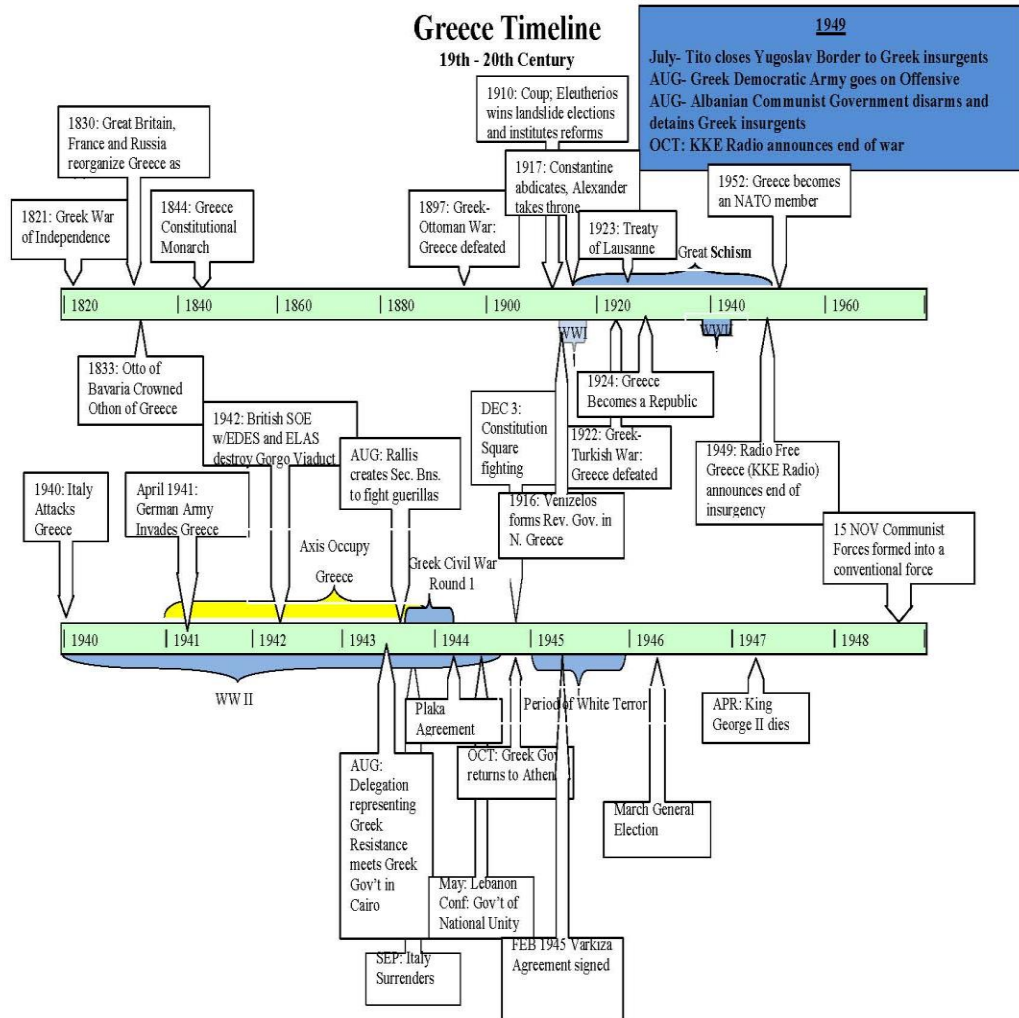 Greece Timeline
19th - 20th Century
1949
July- Tito closes Yugoslav Border to Greek insurgents
AUG- Greek Democratic Army goes on Offensive
AUG- Albanian Communist Government disarms and
detains Greek insurgents
OCT: KKE Radio announces end of war
1910: Coup; Eleutherios
wins landslide elections
and institutes reforms
1830: Great Britain,
France and Russia
reorganize Greece as
1917: Constantine
abdicates, Alexander
takes throne
1952: Greece becomes
an NATO member
1821: Greek War
of Independence
1844: Greece
Constitutional
Monarch
1897: Greek-
Ottoman War:
Greece defeated
1923: Treaty
of Lausanne
Great Schism
1820
1840
1860
1880
1900
1920
1940
1960
WWI
WWII
1833: Otto of
Bavaria Crowned
Othon of Greece
1942: British SOE
w/EDES and ELAS
destroy Gorgo Viaduct
AUG: Rallis
creates Sec. Bns.
to fight guerillas
DEC 3:
Constitution
Square
fighting
1924: Greece
Becomes a Republic
1922: Greek-
Turkish War:
Greece defeated
1916: Venizelos
forms Rev. Gov. in
N. Greece
1949: Radio Free
Greece (KKE Radio)
announces end of
insurgency
1940: Italy
Attacks
Greece
April 1941:
German Army
Invades Greece
Axis Occupy
Greece
Greek Civil War
Round 1
15 NOV Communist
Forces formed into a
conventional force
1940
1941
1942
1943
1944
1945
1946
1947
1948
WW II
Plaka
Agreement
Period of White Terror
APR: King
George II dies
OCT: Greek Gov
returns to Athen
AUG:
Delegation
representing
Greek
Resistance
meets Greek
Gov't in
Cairo
March General
Election
May: Lebanon
Conf: Gov't of
National Unity
SEP: Italy
Surrenders
FEB 1945 Varkiza
Agreement signed